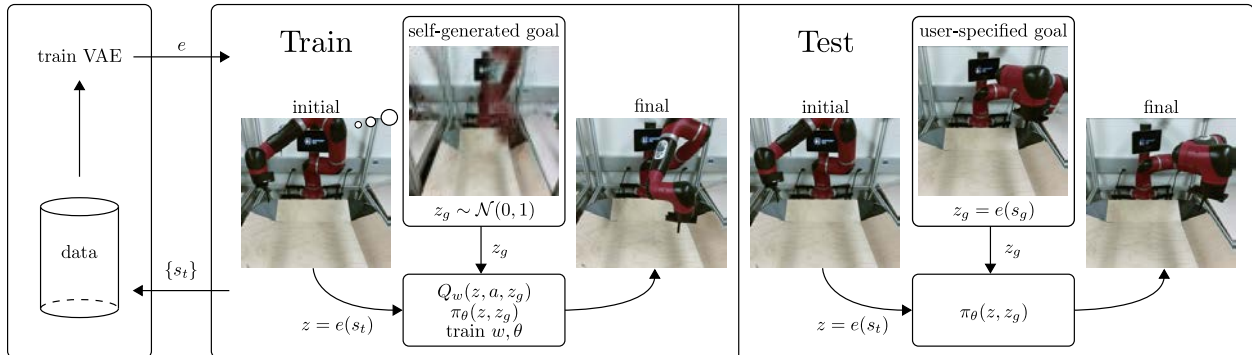 train VAE
data
e
{s_t}
Train
initial
self-generated goal
z_g ∼ N(0, 1)
z_g
z = e(s_t)
Q_w(z, a, z_g)
π_θ(z, z_g)
train w, θ
final
Test
initial
user-specified goal
z_g = e(s_g)
z_g
z = e(s_t)
π_θ(z, z_g)
final